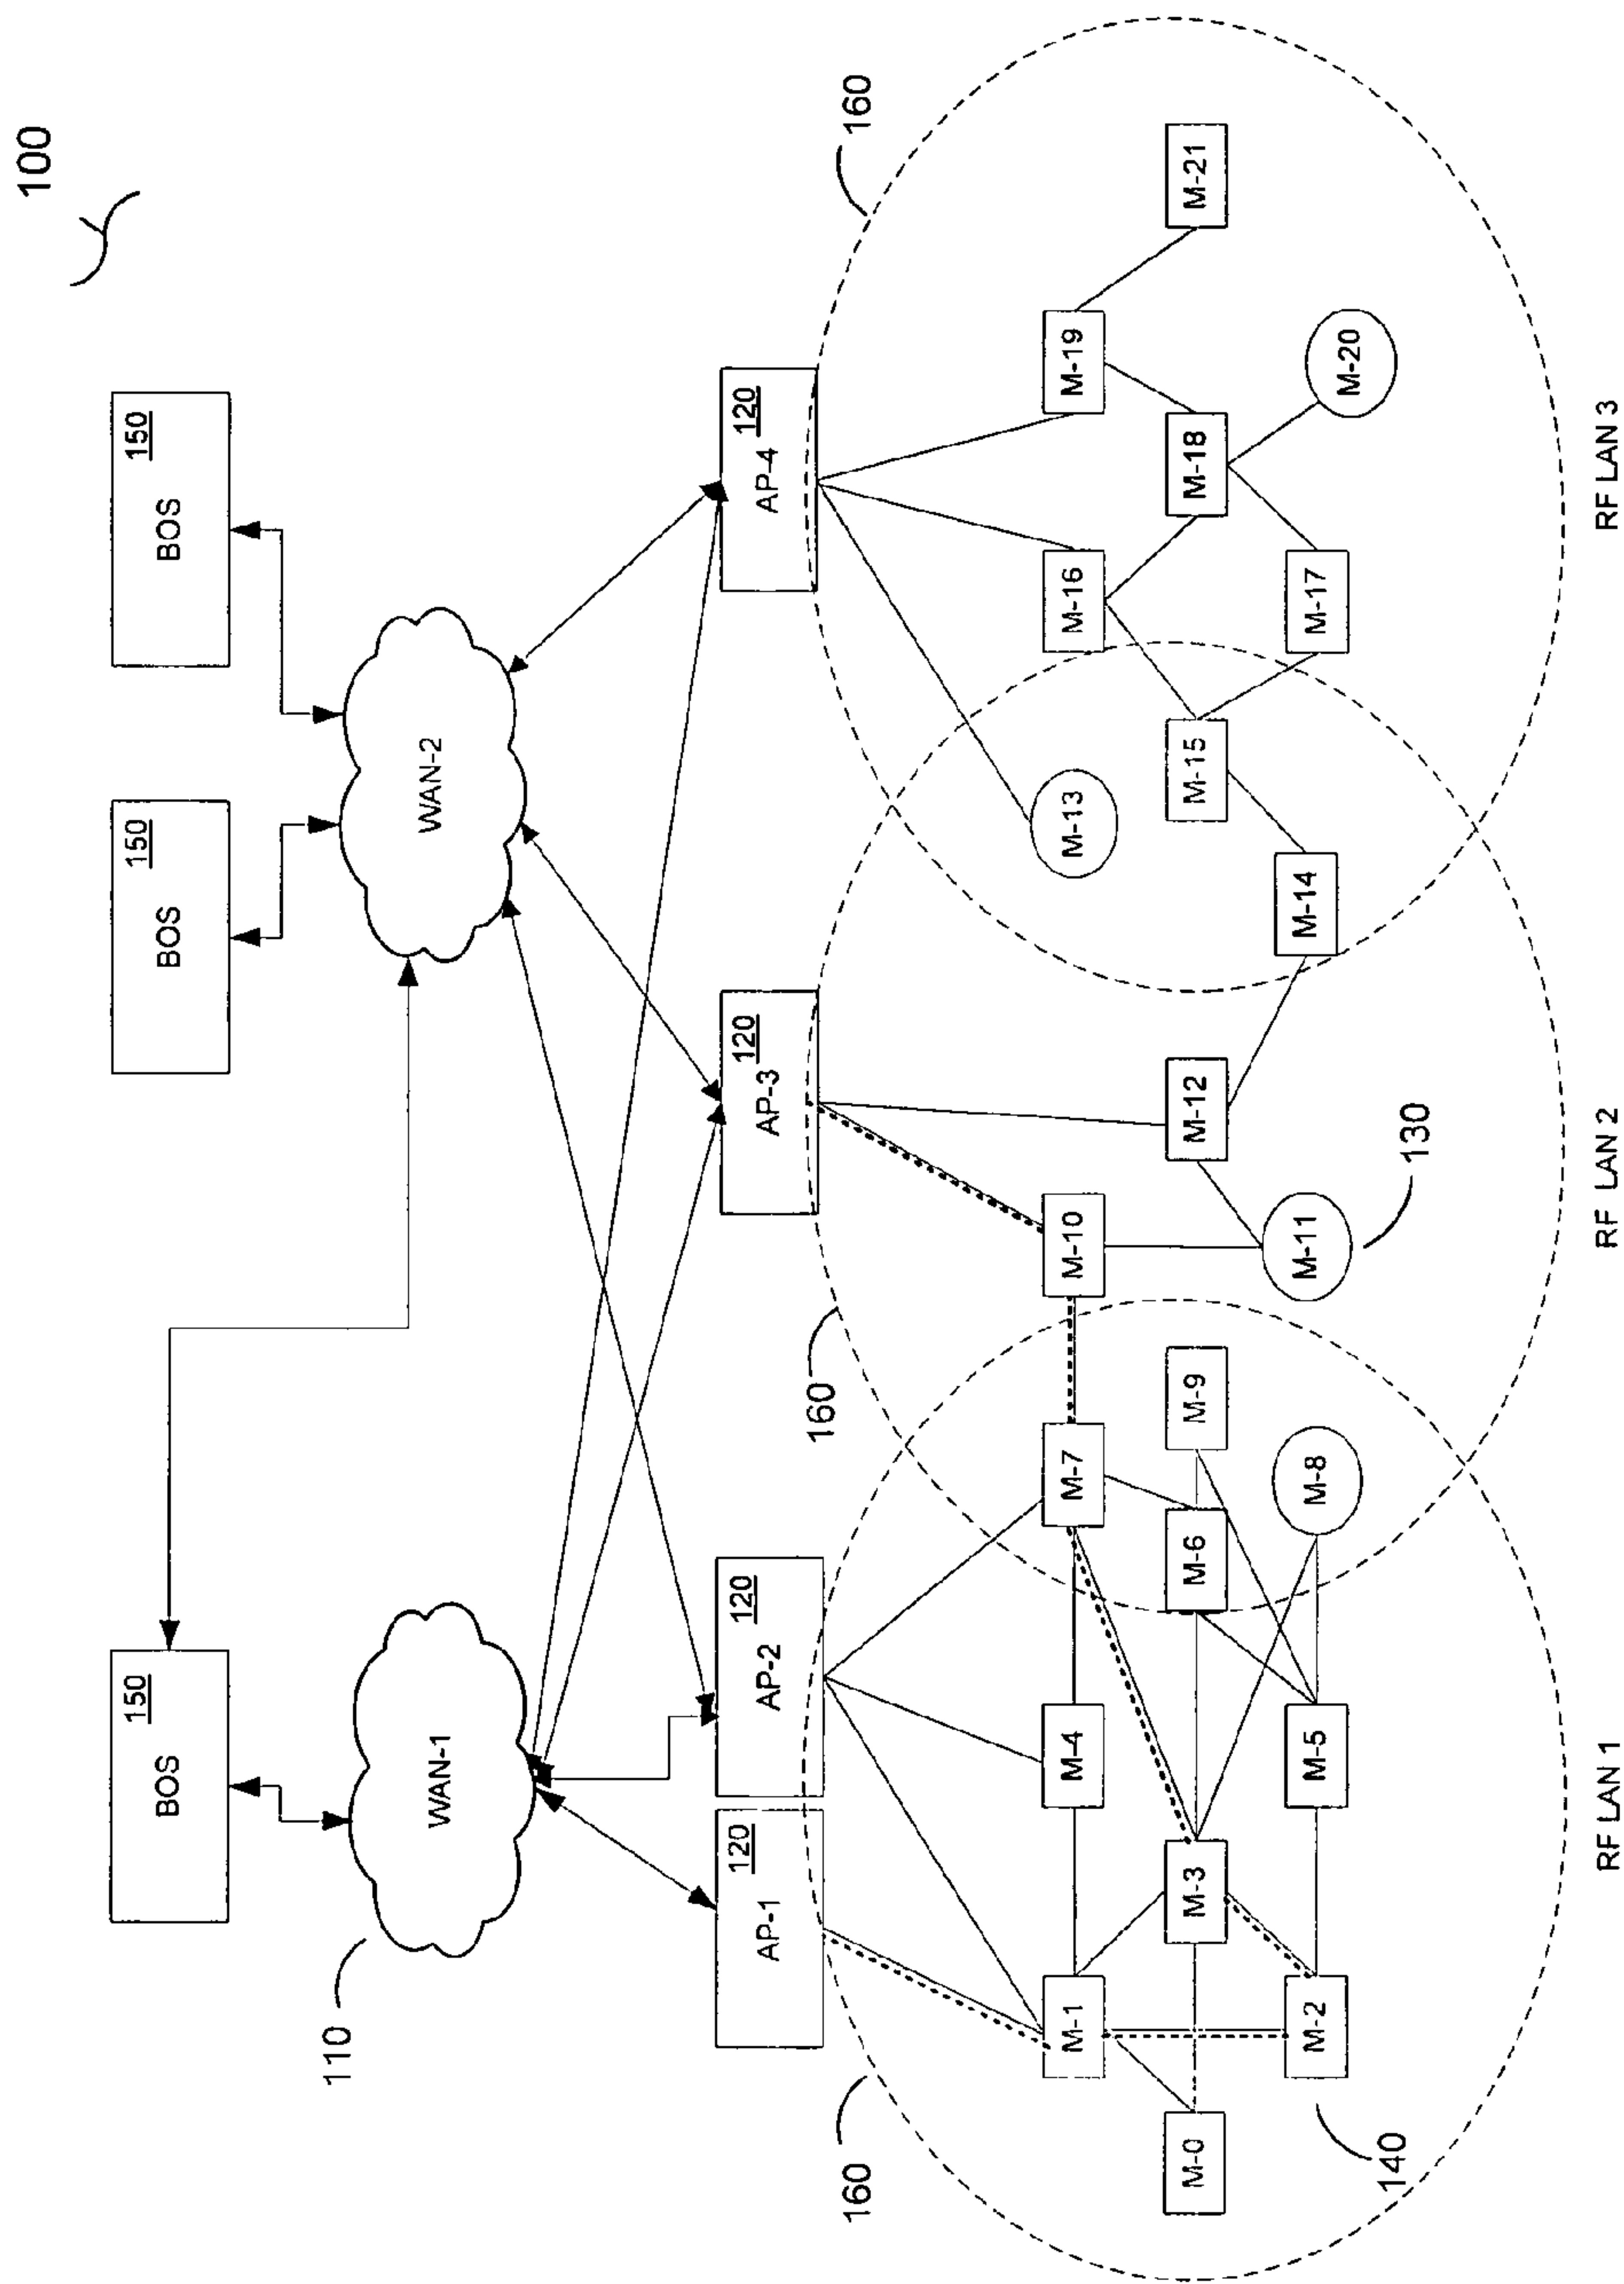 100
150
BOS
150
BOS
150
BOS
110
WAN-1
WAN-2
120
AP-1
120
AP-2
120
AP-3
120
AP-4
160
160
160
M-0
M-1
M-2
M-3
M-4
M-5
M-6
M-7
M-8
M-9
M-10
M-11
M-12
M-13
M-14
M-15
M-16
M-17
M-18
M-19
M-20
M-21
140
130
RF LAN 1
RF LAN 2
RF LAN 3